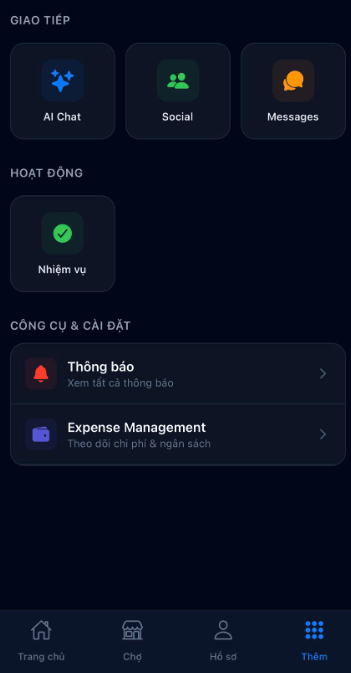 GIAO TIẾP
AI Chat
Social
Messages
HOẠT ĐỘNG
Nhiệm vụ
CÔNG CỤ & CÀI ĐẶT
Thông báo
Xem tất cả thông báo
Expense Management
Theo dõi chi phí & ngân sách
Trang chủ
Chợ
Hồ sơ
Thêm